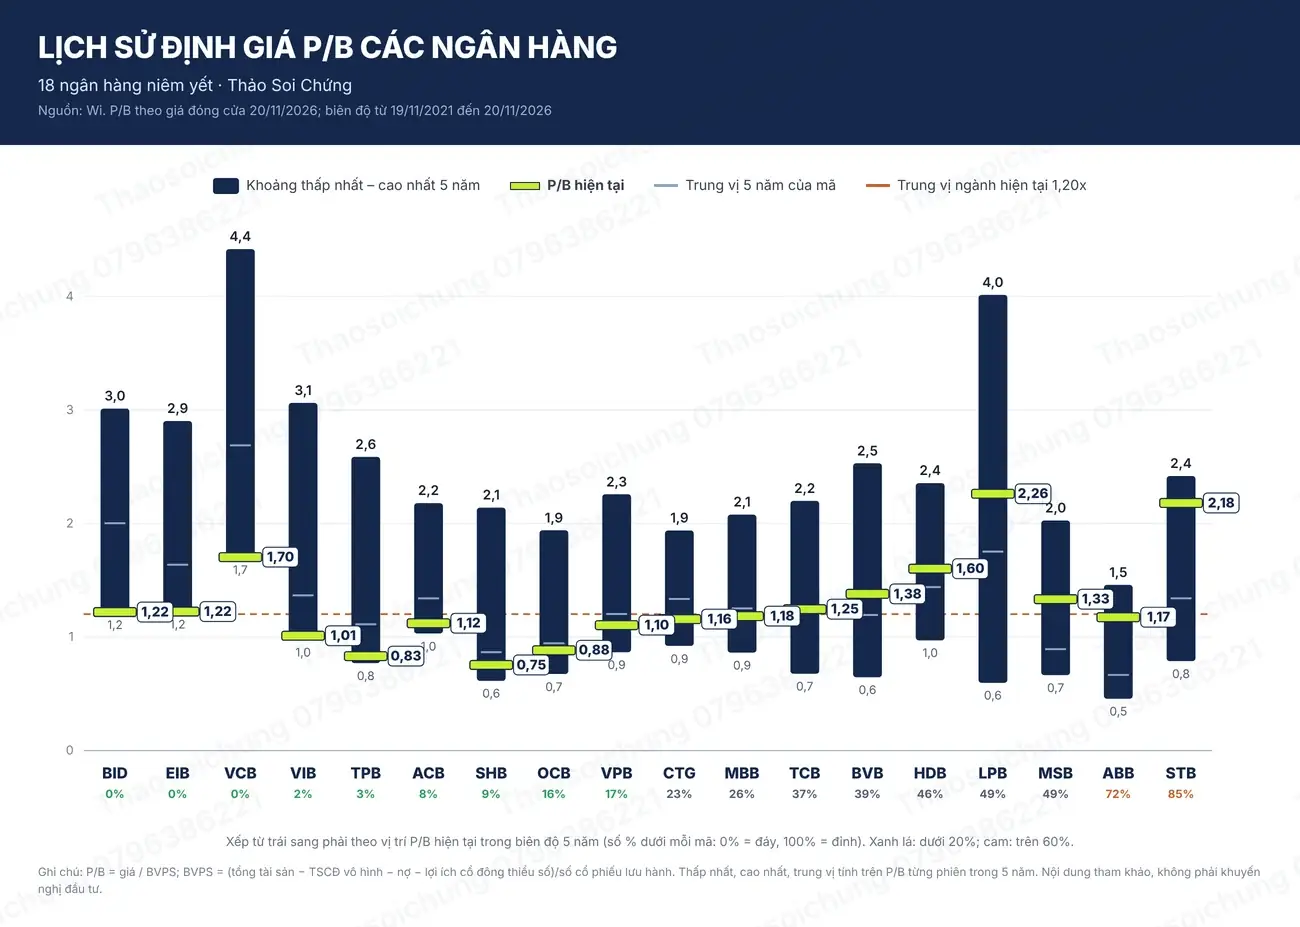 LỊCH SỬ ĐỊNH GIÁ P/B CÁC NGÂN HÀNG
18 ngân hàng niêm yết · Thảo Soi Chứng
Nguồn: Wi. P/B theo giá đóng cửa 20/11/2026; biên độ từ 19/11/2021 đến 20/11/2026
Khoảng thấp nhất – cao nhất 5 năm P/B hiện tại Trung vị 5 năm của mã Trung vị ngành hiện tại 1,20x
4,4
4,0
4
3,0 2,9 3,1
3
2,6 2,2 2,1 1,9 2,3 1,9 2,1 2,2 2,5 2,4 2,0 2,4
2,26
2,18
2
1,5
1,70
1,7
1,60
1,38
1,33
1,22 1,22 1,01 0,83 1,12 0,75 0,88 1,10 1,16 1,18 1,25 1,17
1
1,2 1,2 1,0 0,8 1,0 0,6 0,7 0,9 0,9 0,9 0,7 0,6 1,0 0,6 0,7 0,5 0,8
0
BID EIB VCB VIB TPB ACB SHB OCB VPB CTG MBB TCB BVB HDB LPB MSB ABB STB
0% 0% 0% 2% 3% 8% 9% 16% 17% 23% 26% 37% 39% 46% 49% 49% 72% 85%
Xếp từ trái sang phải theo vị trí P/B hiện tại trong biên độ 5 năm (số % dưới mỗi mã: 0% = đáy, 100% = đỉnh). Xanh lá: dưới 20%; cam: trên 60%.
Ghi chú: P/B = giá / BVPS; BVPS = (tổng tài sản − TSCĐ vô hình − nợ − lợi ích cổ đông thiểu số)/số cổ phiếu lưu hành. Thấp nhất, cao nhất, trung vị tính trên P/B từng phiên trong 5 năm. Nội dung tham khảo, không phải khuyến
nghị đầu tư.
Thaosoichung 0796386221